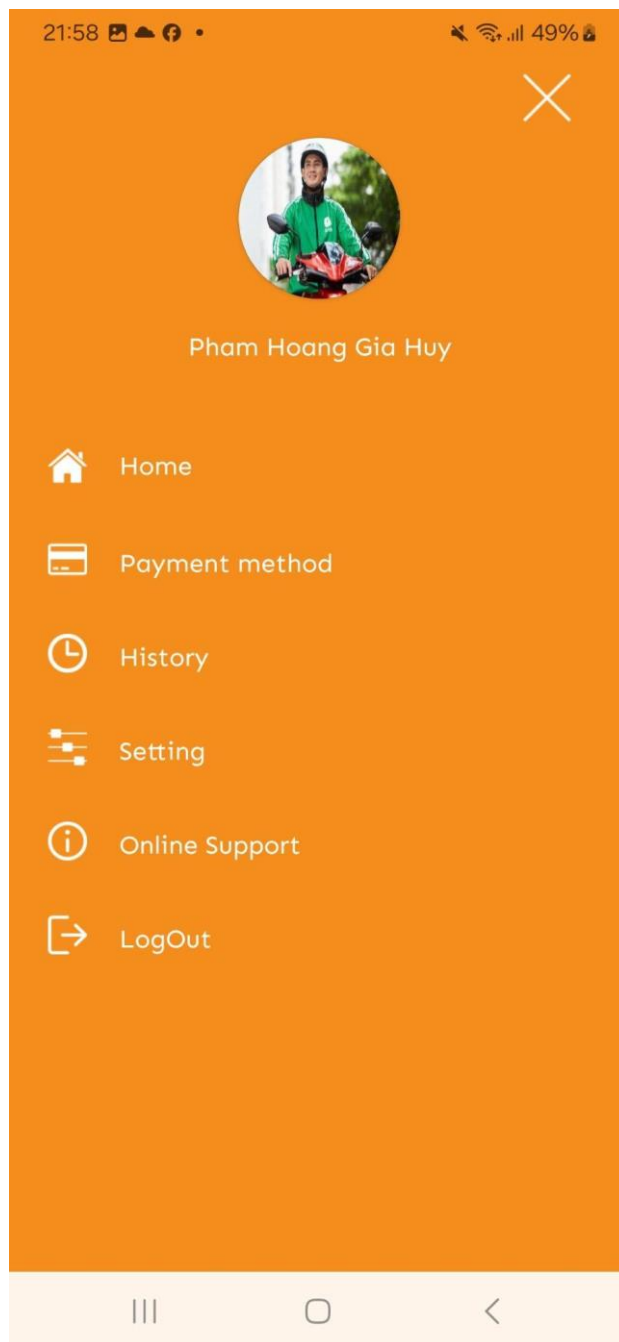 21:58 49%
Pham Hoang Gia Huy
Home
Payment method
History
Setting
Online Support
LogOut